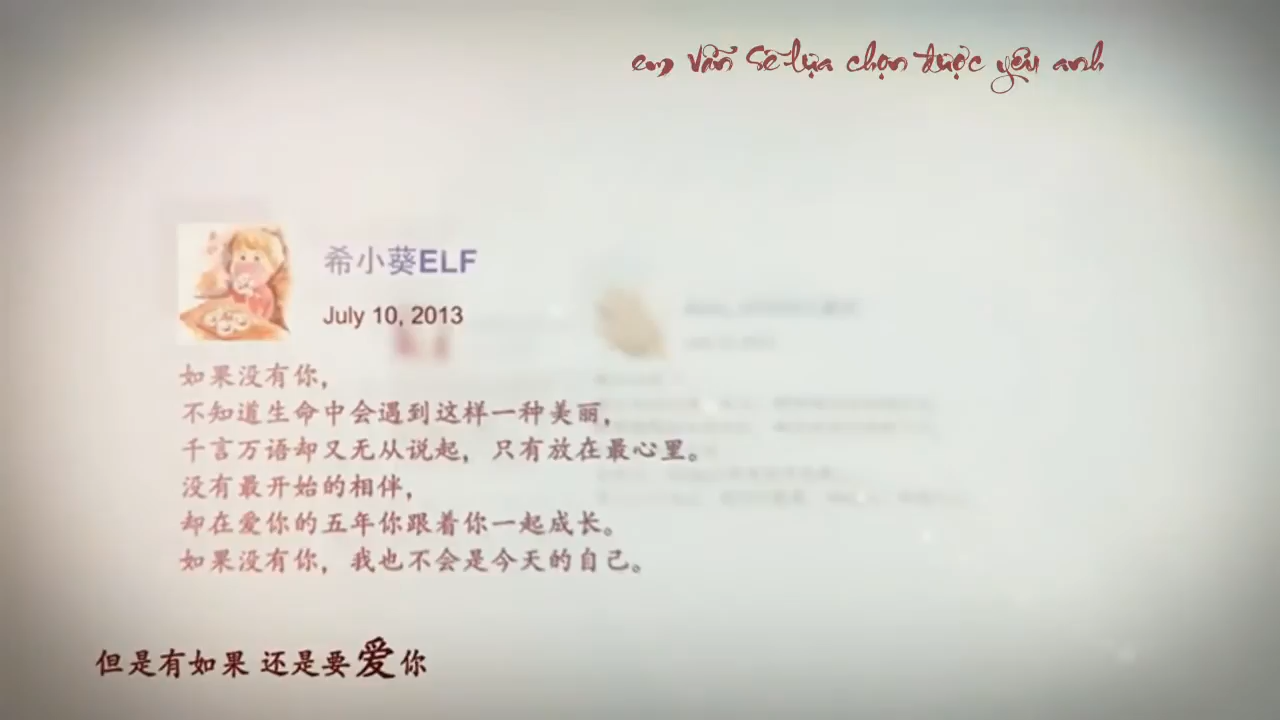 em vẫn sẽ lựa chọn được yêu anh
希小葵ELF
July 10, 2013
如果没有你，
不知道生命中会遇到这样一种美丽，
千言万语却又无从说起，只有放在最心里。
没有最开始的相伴，
却在爱你的五年你跟着你一起成长。
如果没有你，我也不会是今天的自己。
但是有如果 还是要爱你